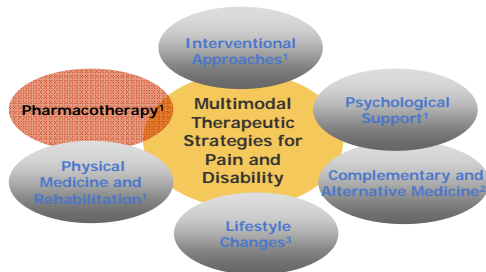 Interventional
Approaches¹
Pharmacotherapy¹
Multimodal
Therapeutic
Strategies for
Pain and
Disability
Psychological
Support¹
Physical
Medicine and
Rehabilitation¹
Complementary and
Alternative Medicine²
Lifestyle
Changes³